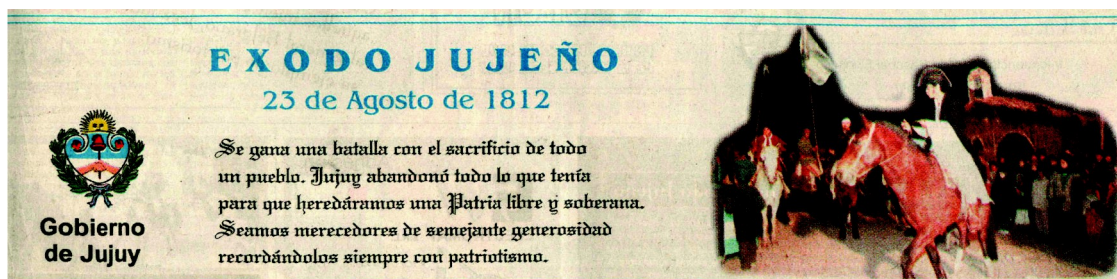 EXODO JUJEÑO
23 de Agosto de 1812
Se gana una batalla con el sacrificio de todo
un pueblo. Jujuy abandonó todo lo que tenía
para que heredáramos una Patria libre y soberana.
Seamos merecedores de semejante generosidad
recordándolos siempre con patriotismo.
Gobierno
de Jujuy